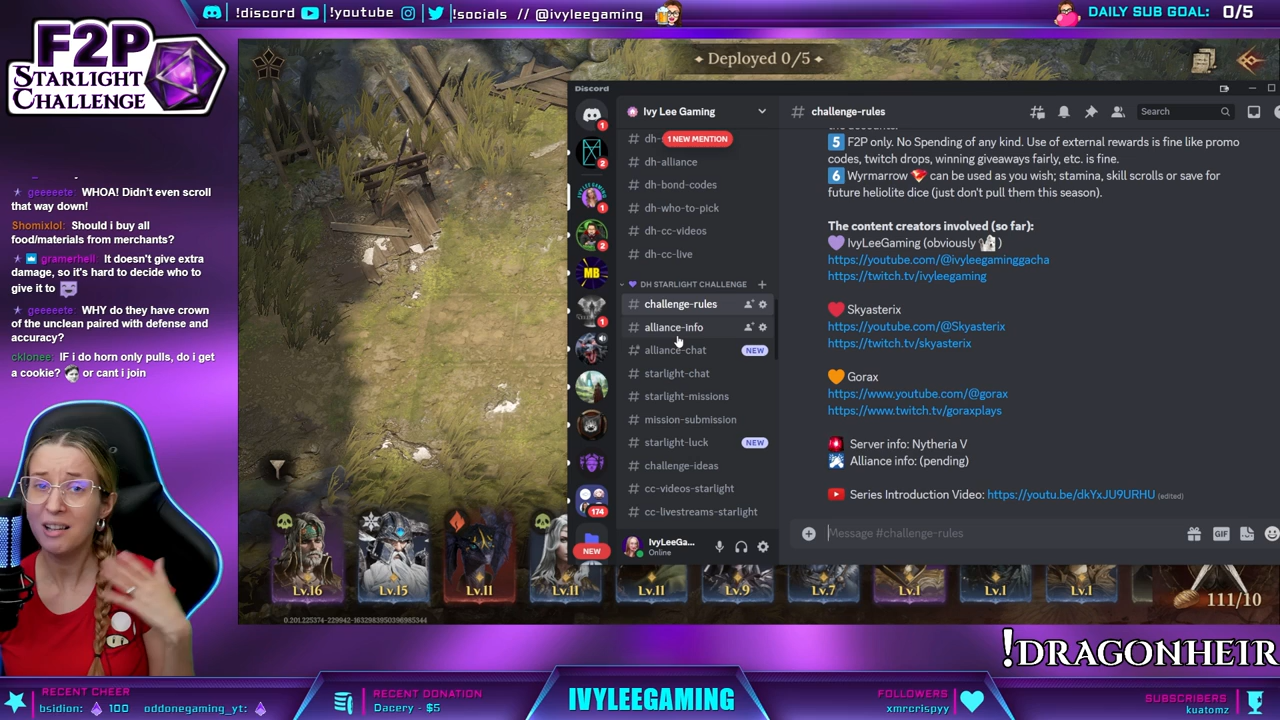 !discord !youtube !socials // @ivyleegaming
DAILY SUB GOAL: 0/5
F2P
STARLIGHT
CHALLENGE
geeeete: WHOA! Didn't even scroll
that way down!
Shomixlol: Should i buy all
food/materials from merchants?
gramerhell: It doesn't give extra
damage, so it's hard to decide who to
give it to
geeeete: WHY do they have crown
of the unclean paired with defense and
accuracy?
cklonee: IF i do horn only pulls, do i get
a cookie? or cant i join
Deployed 0/5
Discord
Ivy Lee Gaming
1 NEW MENTION
dh-alliance
dh-bond-codes
dh-who-to-pick
dh-cc-videos
dh-cc-live
DH STARLIGHT CHALLENGE
challenge-rules
alliance-info
alliance-chat NEW
starlight-chat
starlight-missions
mission-submission
starlight-luck NEW
challenge-ideas
cc-videos-starlight
cc-livestreams-starlight
IvyLeeGa...
Online
1
2
1
2
MB
1
174
NEW
# challenge-rules
Search
5 F2P only. No Spending of any kind. Use of external rewards is fine like promo
codes, twitch drops, winning giveaways fairly, etc. is fine.
6 Wyrmarrow can be used as you wish; stamina, skill scrolls or save for
future heliolite dice (just don't pull them this season).
The content creators involved (so far):
IvyLeeGaming (obviously )
https://youtube.com/@ivyleegaminggacha
https://twitch.tv/ivyleegaming
Skyasterix
https://youtube.com/@Skyasterix
https://twitch.tv/skyasterix
Gorax
https://www.youtube.com/@gorax
https://www.twitch.tv/goraxplays
Server info: Nytheria V
Alliance info: (pending)
Series Introduction Video: https://youtu.be/dkYxJU9URHU (edited)
Message #challenge-rules
GIF
Lv.16 Lv.15 Lv.11 Lv.11 Lv.11 Lv.9 Lv.7 Lv.1 Lv.1 Lv.1
111/10
!DRAGONHEIR
RECENT CHEER
bsidion: 100 oddonegaming_yt:
RECENT DONATION
Dacery - $5
IVYLEEGAMING
FOLLOWERS
xmrcrispyy
SUBSCRIBERS
kuatomz